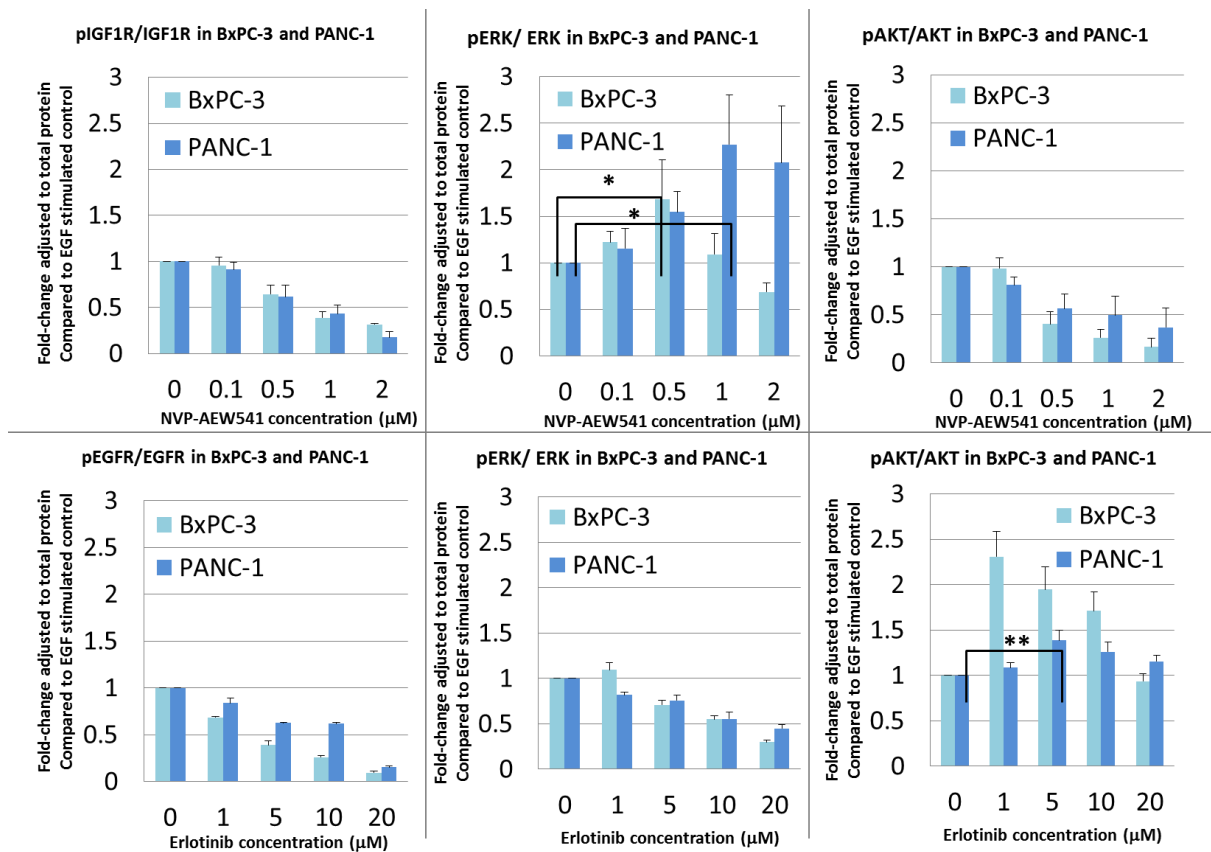 pIGF1R/IGF1R in BxPC-3 and PANC-1
Fold-change adjusted to total protein
Compared to EGF stimulated control
3
2.5
2
1.5
1
0.5
0
BxPC-3
PANC-1
0 0.1 0.5 1 2
NVP-AEW541 concentration (μM)
pERK/ ERK in BxPC-3 and PANC-1
Fold-change adjusted to total protein
Compared to EGF stimulated control
3
2.5
2
1.5
1
0.5
0
BxPC-3
PANC-1
*
*
0 0.1 0.5 1 2
NVP-AEW541 concentration (μM)
pAKT/AKT in BxPC-3 and PANC-1
Fold-change adjusted to total protein
Compared to EGF stimulated control
3
2.5
2
1.5
1
0.5
0
BxPC-3
PANC-1
0 0.1 0.5 1 2
NVP-AEW541 concentration (μM)
pEGFR/EGFR in BxPC-3 and PANC-1
Fold-change adjusted to total protein
Compared to EGF stimulated control
3
2.5
2
1.5
1
0.5
0
BxPC-3
PANC-1
0 1 5 10 20
Erlotinib concentration (μM)
pERK/ ERK in BxPC-3 and PANC-1
Fold-change adjusted to total protein
Compared to EGF stimulated control
3
2.5
2
1.5
1
0.5
0
BxPC-3
PANC-1
0 1 5 10 20
Erlotinib concentration (μM)
pAKT/AKT in BxPC-3 and PANC-1
Fold-change adjusted to total protein
Compared to EGF stimulated control
3
2.5
2
1.5
1
0.5
0
BxPC-3
PANC-1
**
0 1 5 10 20
Erlotinib concentration (μM)